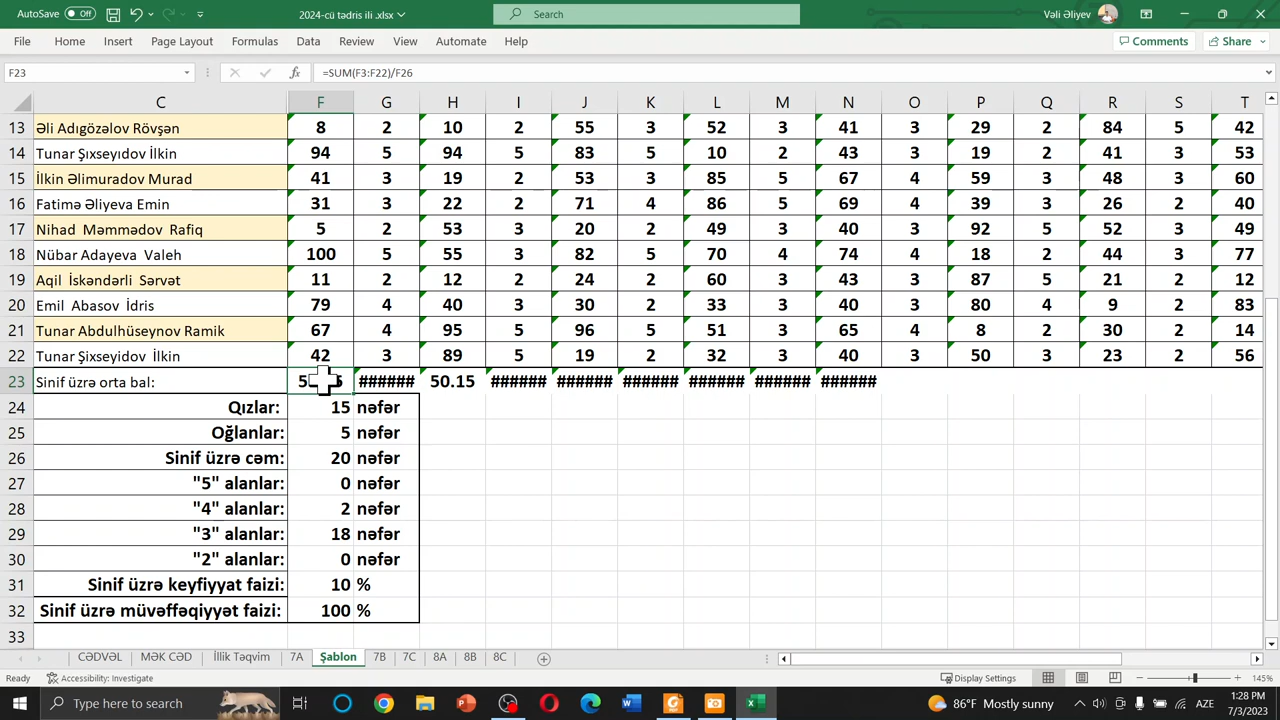 AutoSave Off 2024-cü tədris ili .xlsx Search Vəli Əliyev
File Home Insert Page Layout Formulas Data Review View Automate Help Comments Share
F23 fx =SUM(F3:F22)/F26
C F G H I J K L M N O P Q R S T
13 Əli Adıgözəlov Rövşən 8 2 10 2 55 3 52 3 41 3 29 2 84 5 42
14 Tunar Şıxseyıdov İlkin 94 5 94 5 83 5 10 2 43 3 19 2 41 3 53
15 İlkin Əlimuradov Murad 41 3 19 2 53 3 85 5 67 4 59 3 48 3 60
16 Fatimə Əliyeva Emin 31 3 22 2 71 4 86 5 69 4 39 3 26 2 40
17 Nihad Məmmədov Rafiq 5 2 53 3 20 2 49 3 40 3 92 5 52 3 49
18 Nübar Adayeva Valeh 100 5 55 3 82 5 70 4 74 4 18 2 44 3 77
19 Aqil İskəndərli Sərvət 11 2 12 2 24 2 60 3 43 3 87 5 21 2 12
20 Emil Abasov İdris 79 4 40 3 30 2 33 3 40 3 80 4 9 2 83
21 Tunar Abdulhüseynov Ramik 67 4 95 5 96 5 51 3 65 4 8 2 30 2 14
22 Tunar Şixseyidov İlkin 42 3 89 5 19 2 32 3 40 3 50 3 23 2 56
23 Sinif üzrə orta bal: ###### 50.15 ###### ###### ###### ###### ###### ######
24 Qızlar: 15 nəfər
25 Oğlanlar: 5 nəfər
26 Sinif üzrə cəm: 20 nəfər
27 "5" alanlar: 0 nəfər
28 "4" alanlar: 2 nəfər
29 "3" alanlar: 18 nəfər
30 "2" alanlar: 0 nəfər
31 Sinif üzrə keyfiyyat faizi: 10 %
32 Sinif üzrə müvəffəqiyyət faizi: 100 %
33
CƏDVƏL MƏK CƏD İllik Təqvim 7A Şablon 7B 7C 8A 8B 8C
Ready Accessibility: Investigate Display Settings 145%
Type here to search 86°F Mostly sunny AZE 1:28 PM
7/3/2023